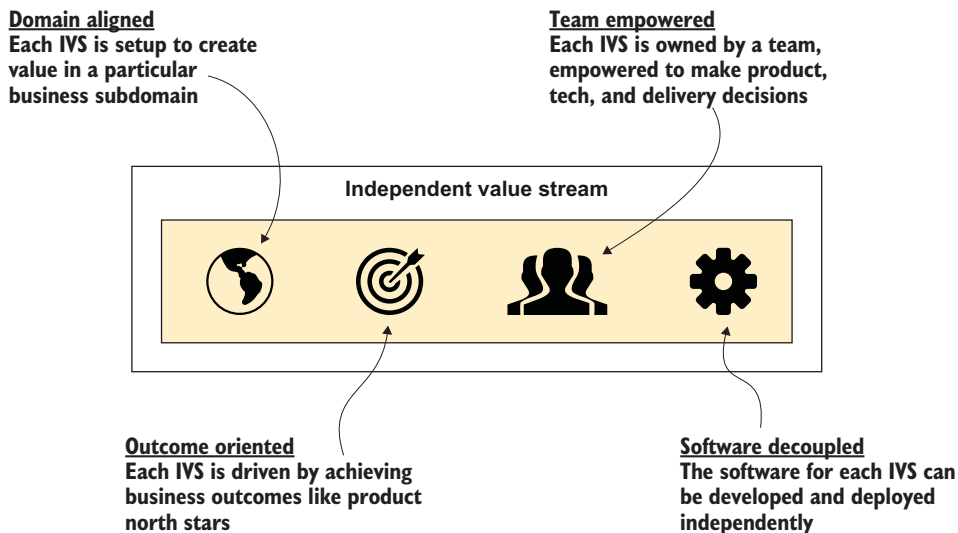 Domain aligned
Each IVS is setup to create
value in a particular
business subdomain
Team empowered
Each IVS is owned by a team,
empowered to make product,
tech, and delivery decisions
Independent value stream
Outcome oriented
Each IVS is driven by achieving
business outcomes like product
north stars
Software decoupled
The software for each IVS can
be developed and deployed
independently